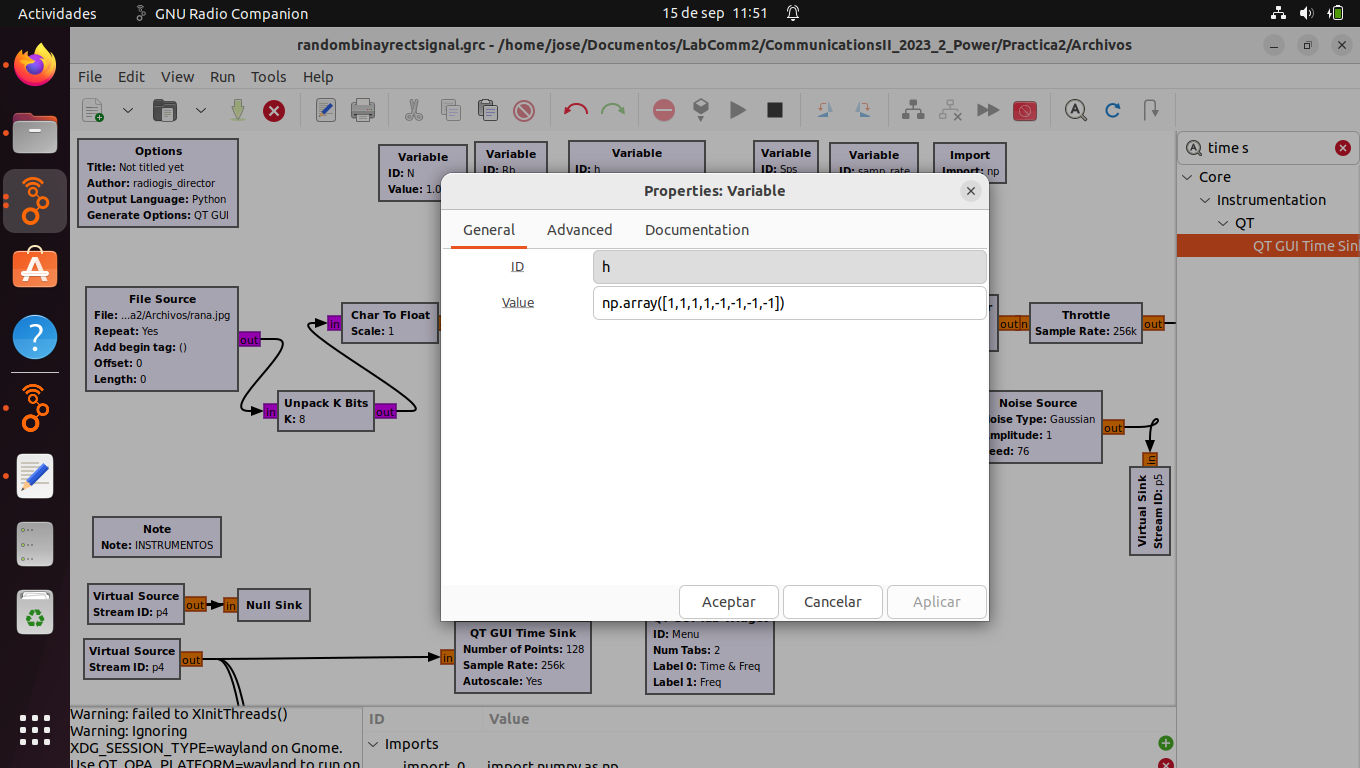 Actividades
GNU Radio Companion
15 de sep 11:51
randombinayrectsignal.grc - /home/jose/Documentos/LabComm2/CommunicationsII_2023_2_Power/Practica2/Archivos
File Edit View Run Tools Help
Options
Title: Not titled yet
Author: radiogis_director
Output Language: Python
Generate Options: QT GUI
Variable
ID: N
Value: 1.0
Variable
ID: Rb
Variable
ID: h
Variable
ID: Sps
Variable
ID: samp_rate
Import
Import: np
time s
Core
Instrumentation
QT
QT GUI Time Sin
Properties: Variable
General Advanced Documentation
ID
h
Value
np.array([1,1,1,1,-1,-1,-1,-1])
Aceptar Cancelar Aplicar
File Source
File: ...a2/Archivos/rana.jpg
Repeat: Yes
Add begin tag: ()
Offset: 0
Length: 0
out
in
Char To Float
Scale: 1
in
Unpack K Bits
K: 8
out
out
Throttle
Sample Rate: 256k
out
Noise Source
Noise Type: Gaussian
Amplitude: 1
Seed: 76
out
in
Virtual Sink
Stream ID: p5
Note
Note: INSTRUMENTOS
Virtual Source
Stream ID: p4
out
in
Null Sink
Virtual Source
Stream ID: p4
out
in
QT GUI Time Sink
Number of Points: 128
Sample Rate: 256k
Autoscale: Yes
QT GUI Tab Widget
ID: Menu
Num Tabs: 2
Label 0: Time & Freq
Label 1: Freq
Warning: failed to XInitThreads()
Warning: Ignoring
XDG_SESSION_TYPE=wayland on Gnome.
Use QT_QPA_PLATFORM=wayland to run on
ID Value
Imports
import_0 import numpy as np